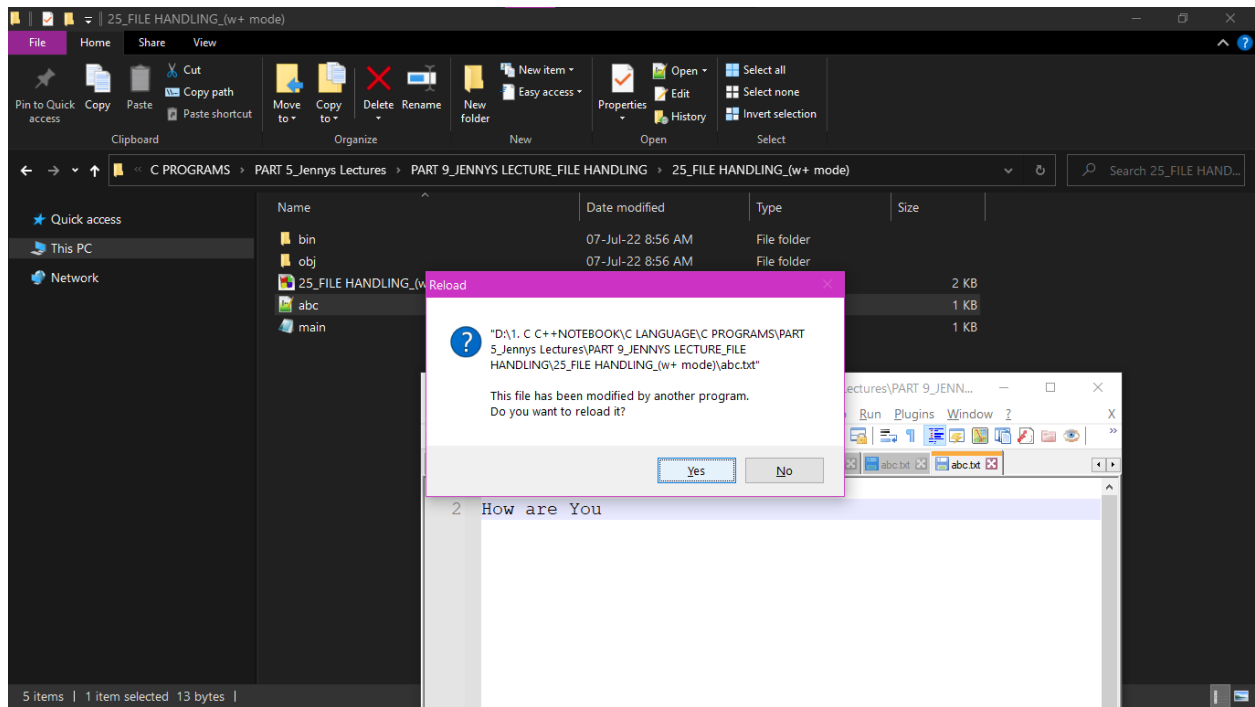 25_FILE HANDLING_(w+ mode)
File Home Share View
Pin to Quick access
Copy
Paste
Cut
Copy path
Paste shortcut
Move to
Copy to
Delete
Rename
New folder
New item
Easy access
Properties
Open
Edit
History
Select all
Select none
Invert selection
Clipboard Organize New Open Select
« C PROGRAMS > PART 5_Jennys Lectures > PART 9_JENNYS LECTURE_FILE HANDLING > 25_FILE HANDLING_(w+ mode)
Search 25_FILE HAND...
Quick access
This PC
Network
Name Date modified Type Size
bin 07-Jul-22 8:56 AM File folder
obj 07-Jul-22 8:56 AM File folder
25_FILE HANDLING_(w 2 KB
abc 1 KB
main 1 KB
Reload
"D:\1. C C++NOTEBOOK\C LANGUAGE\C PROGRAMS\PART
5_Jennys Lectures\PART 9_JENNYS LECTURE_FILE
HANDLING\25_FILE HANDLING_(w+ mode)\abc.txt"
This file has been modified by another program.
Do you want to reload it?
Yes No
ectures\PART 9_JENN...
Run Plugins Window ? X
abc.txt abc.txt
2 How are You
5 items 1 item selected 13 bytes